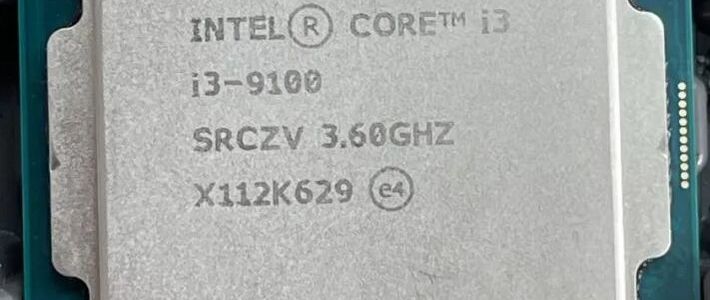 INTEL® CORE™ i3
i3-9100
SRCZV 3.60GHZ
X112K629 e4